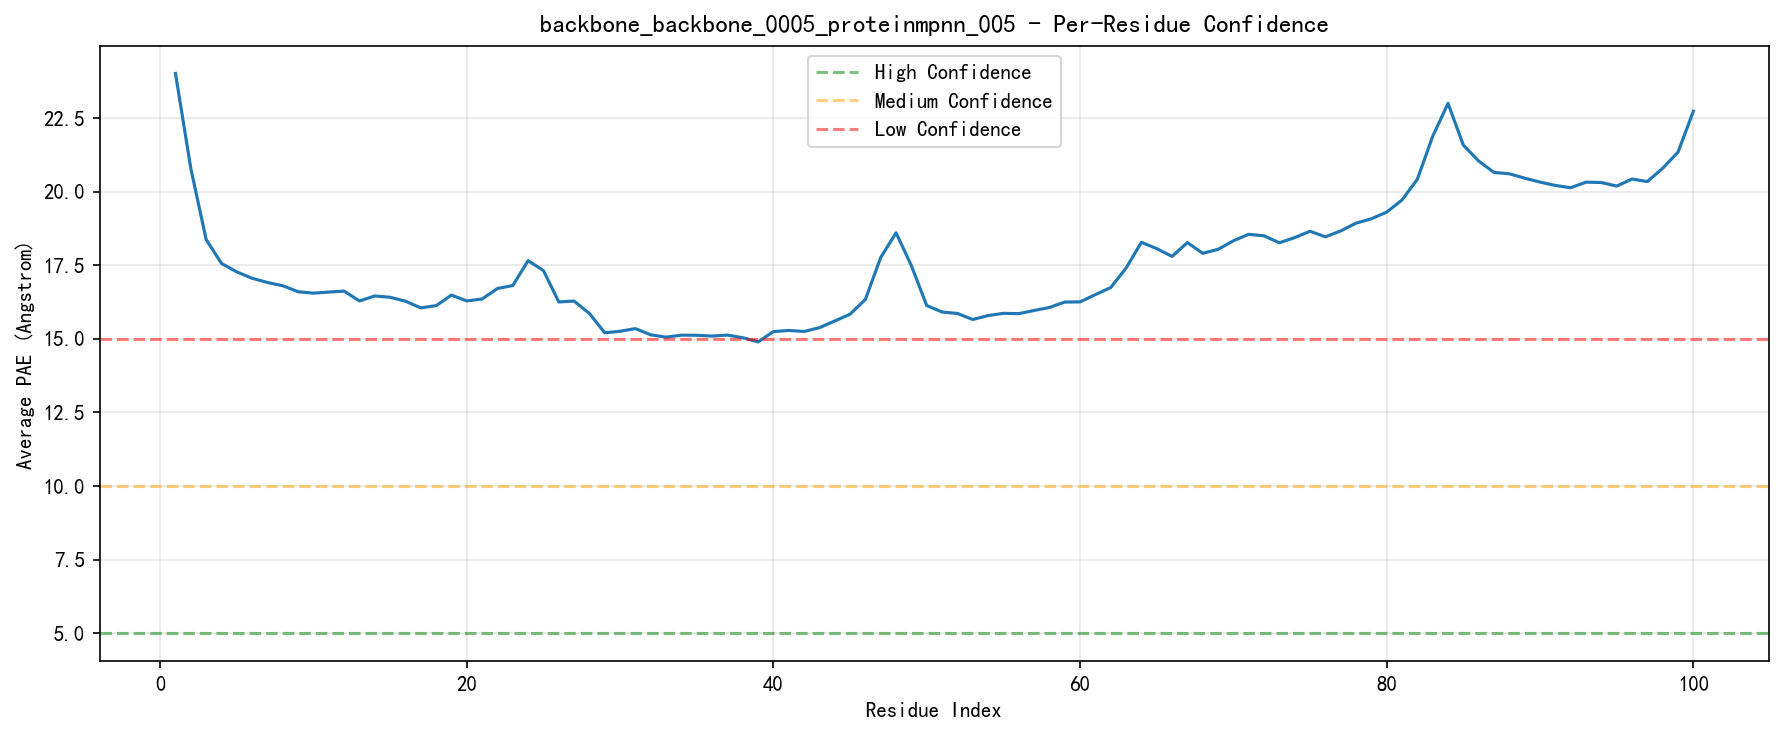 backbone_backbone_0005_proteinmpnn_005 - Per-Residue Confidence
High Confidence
Medium Confidence
Low Confidence
Average PAE (Angstrom)
22.5
20.0
17.5
15.0
12.5
10.0
7.5
5.0
0 20 40 60 80 100
Residue Index